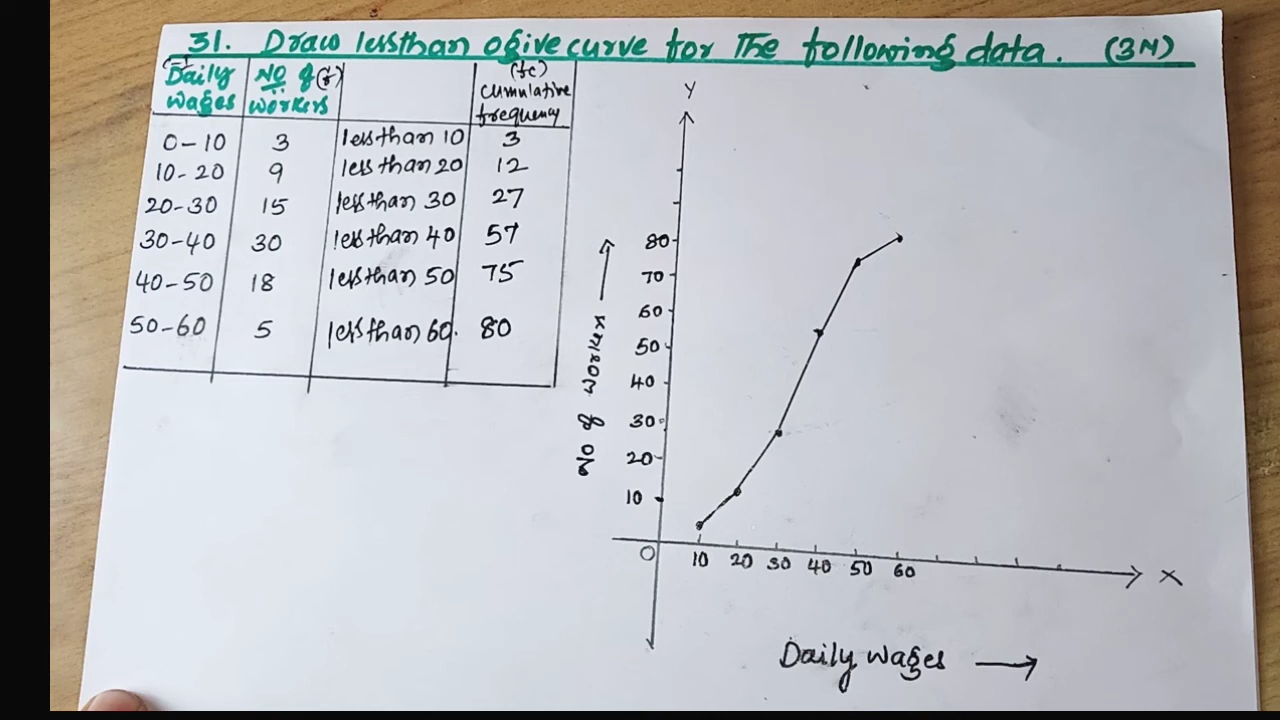 31. Draw lessthan ogive curve for The following data. (3M)
Daily wages No of (f) workers (fc) cumulative frequency
0-10 3 less than 10 3
10-20 9 less than 20 12
20-30 15 less than 30 27
30-40 30 less than 40 57
40-50 18 less than 50 75
50-60 5 less than 60. 80
Y
80
70
60
50
40
30
20
10
No of workers
O 10 20 30 40 50 60 X
Daily wages